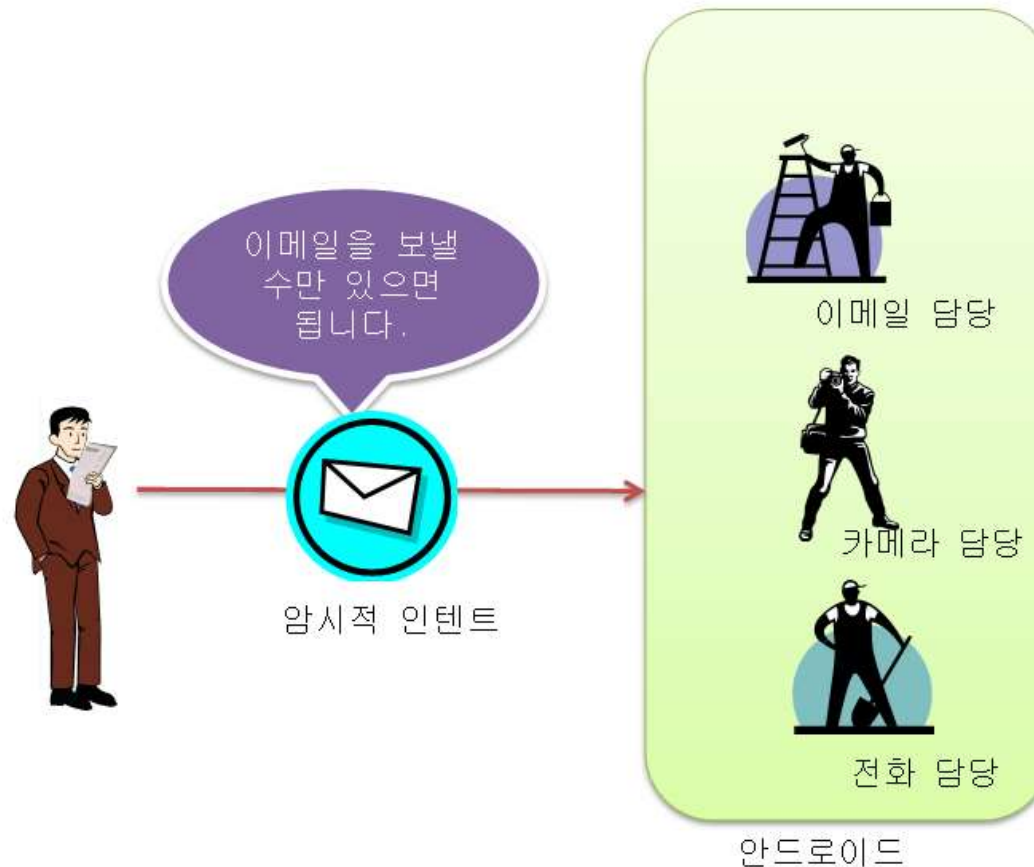 이메일을 보낼
수만 있으면
됩니다.
이메일 담당
카메라 담당
암시적 인텐트
전화 담당
안드로이드